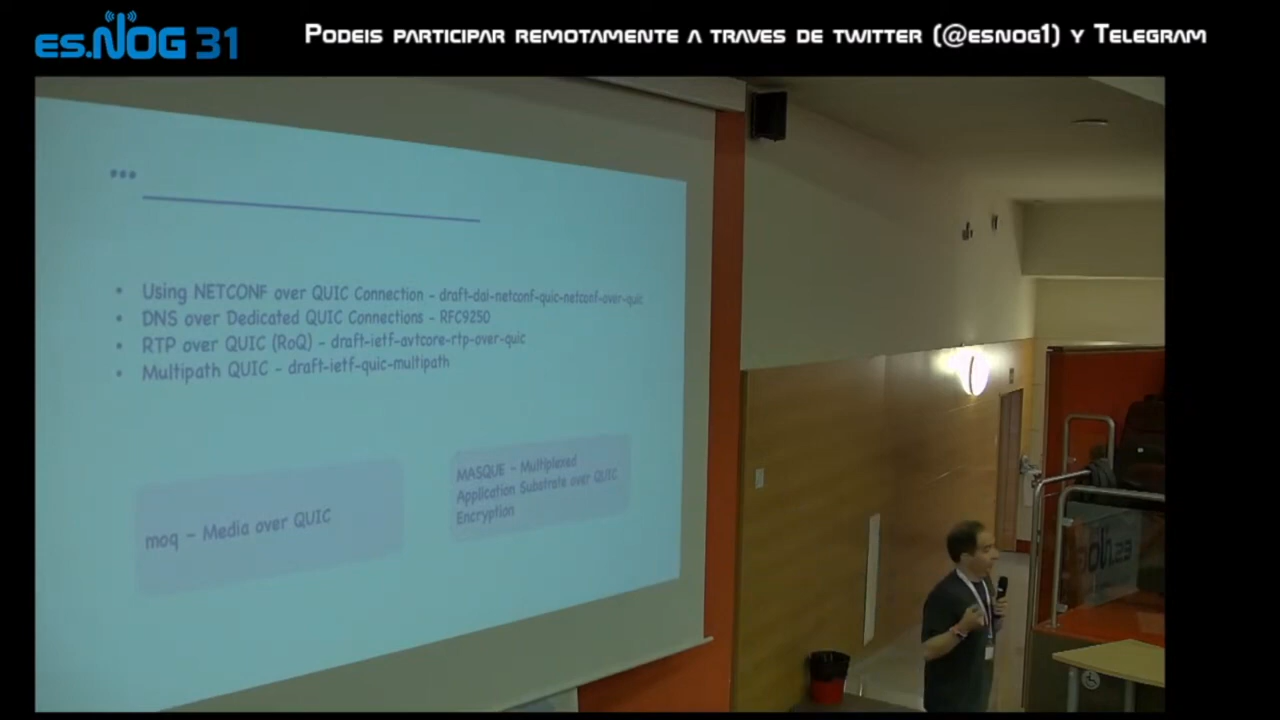 es.NOG 31
PODEIS PARTICIPAR REMOTAMENTE A TRAVES DE TWITTER (@ESNOG1) Y TELEGRAM
...
• Using NETCONF over QUIC Connection - draft-dai-netconf-quic-netconf-over-quic
• DNS over Dedicated QUIC Connections - RFC9250
• RTP over QUIC (RoQ) - draft-ietf-avtcore-rtp-over-quic
• Multipath QUIC - draft-ietf-quic-multipath
moq - Media over QUIC
MASQUE - Multiplexed
Application Substrate over QUIC
Encryption